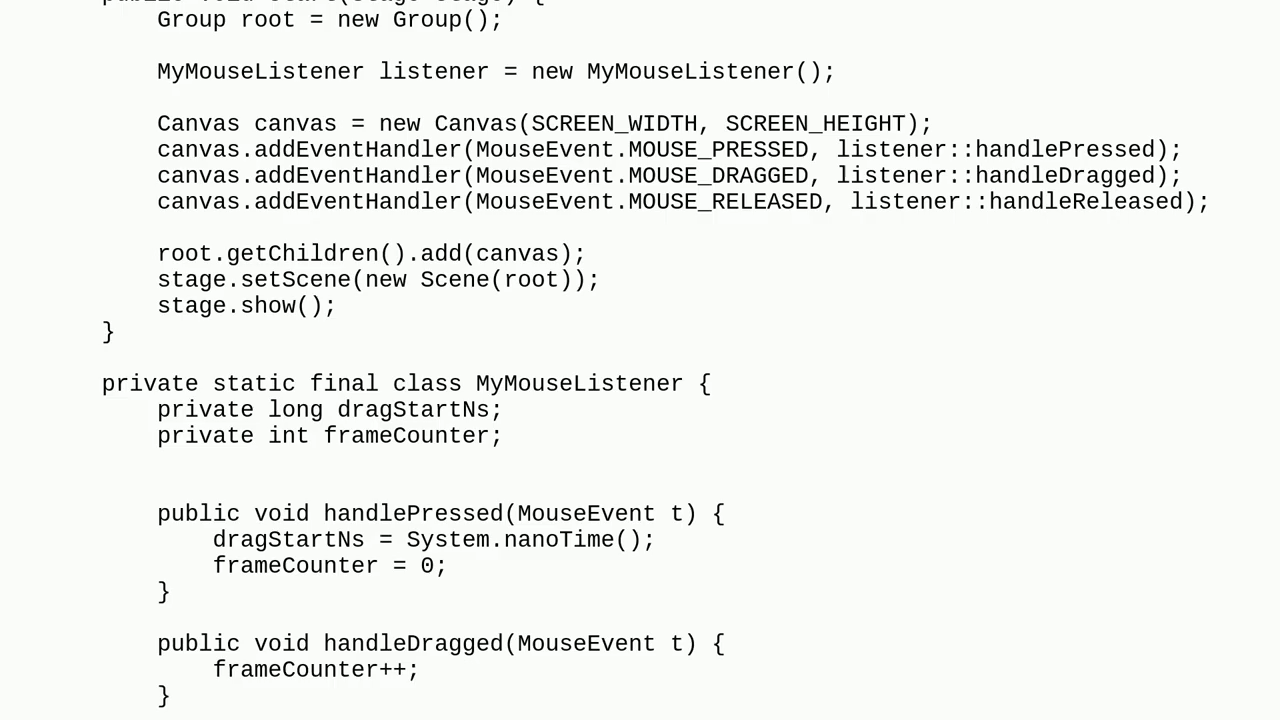 Group root = new Group();
MyMouseListener listener = new MyMouseListener();
Canvas canvas = new Canvas(SCREEN_WIDTH, SCREEN_HEIGHT);
canvas.addEventHandler(MouseEvent.MOUSE_PRESSED, listener::handlePressed);
canvas.addEventHandler(MouseEvent.MOUSE_DRAGGED, listener::handleDragged);
canvas.addEventHandler(MouseEvent.MOUSE_RELEASED, listener::handleReleased);
root.getChildren().add(canvas);
stage.setScene(new Scene(root));
stage.show();
}
private static final class MyMouseListener {
private long dragStartNs;
private int frameCounter;
public void handlePressed(MouseEvent t) {
dragStartNs = System.nanoTime();
frameCounter = 0;
}
public void handleDragged(MouseEvent t) {
frameCounter++;
}